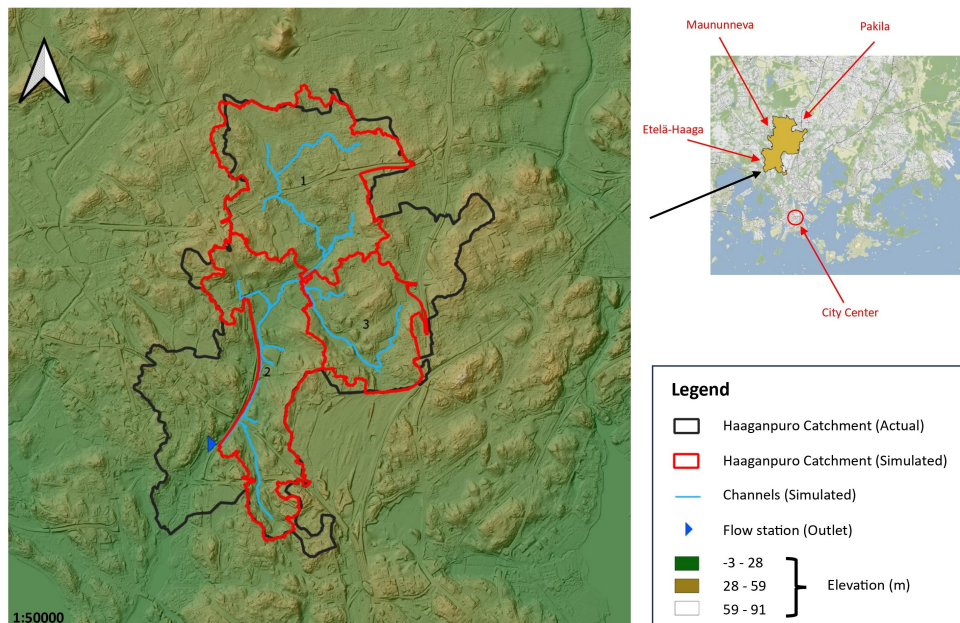 Maununneva
Pakila
Etelä-Haaga
City Center
1
2
3
1:50000
Legend
Haaganpuro Catchment (Actual)
Haaganpuro Catchment (Simulated)
Channels (Simulated)
Flow station (Outlet)
-3 - 28
28 - 59
59 - 91
Elevation (m)